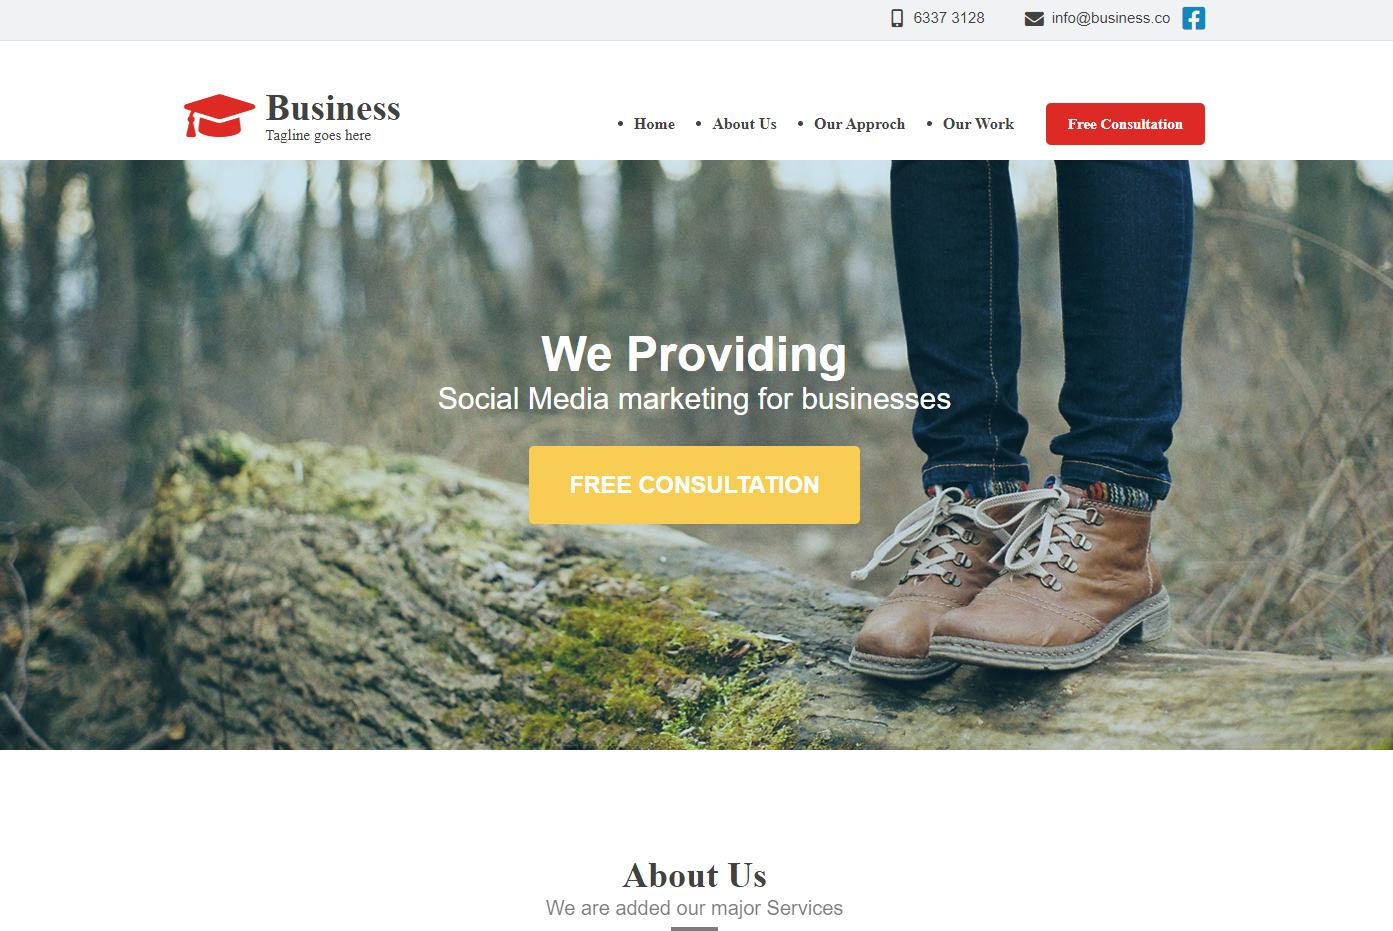 6337 3128 info@business.co
Business
Tagline goes here
Home About Us Our Approch Our Work Free Consultation
We Providing
Social Media marketing for businesses
FREE CONSULTATION
About Us
We are added our major Services